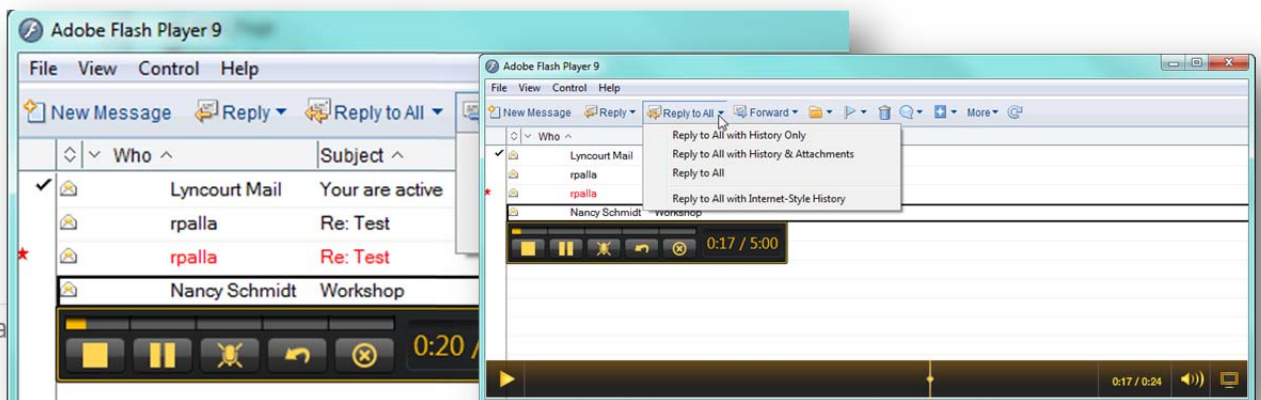 Adobe Flash Player 9
File View Control Help
New Message Reply Reply to All
Who Subject
Lyncourt Mail Your are active
rpalla Re: Test
rpalla Re: Test
Nancy Schmidt Workshop
0:20 /
a
Adobe Flash Player 9
File View Control Help
New Message Reply Reply to All Forward More
Who
Reply to All with History Only
Lyncourt Mail
Reply to All with History & Attachments
rpalla
Reply to All
rpalla
Reply to All with Internet-Style History
Nancy Schmidt Workshop
0:17 / 5:00
0:17 / 0:24